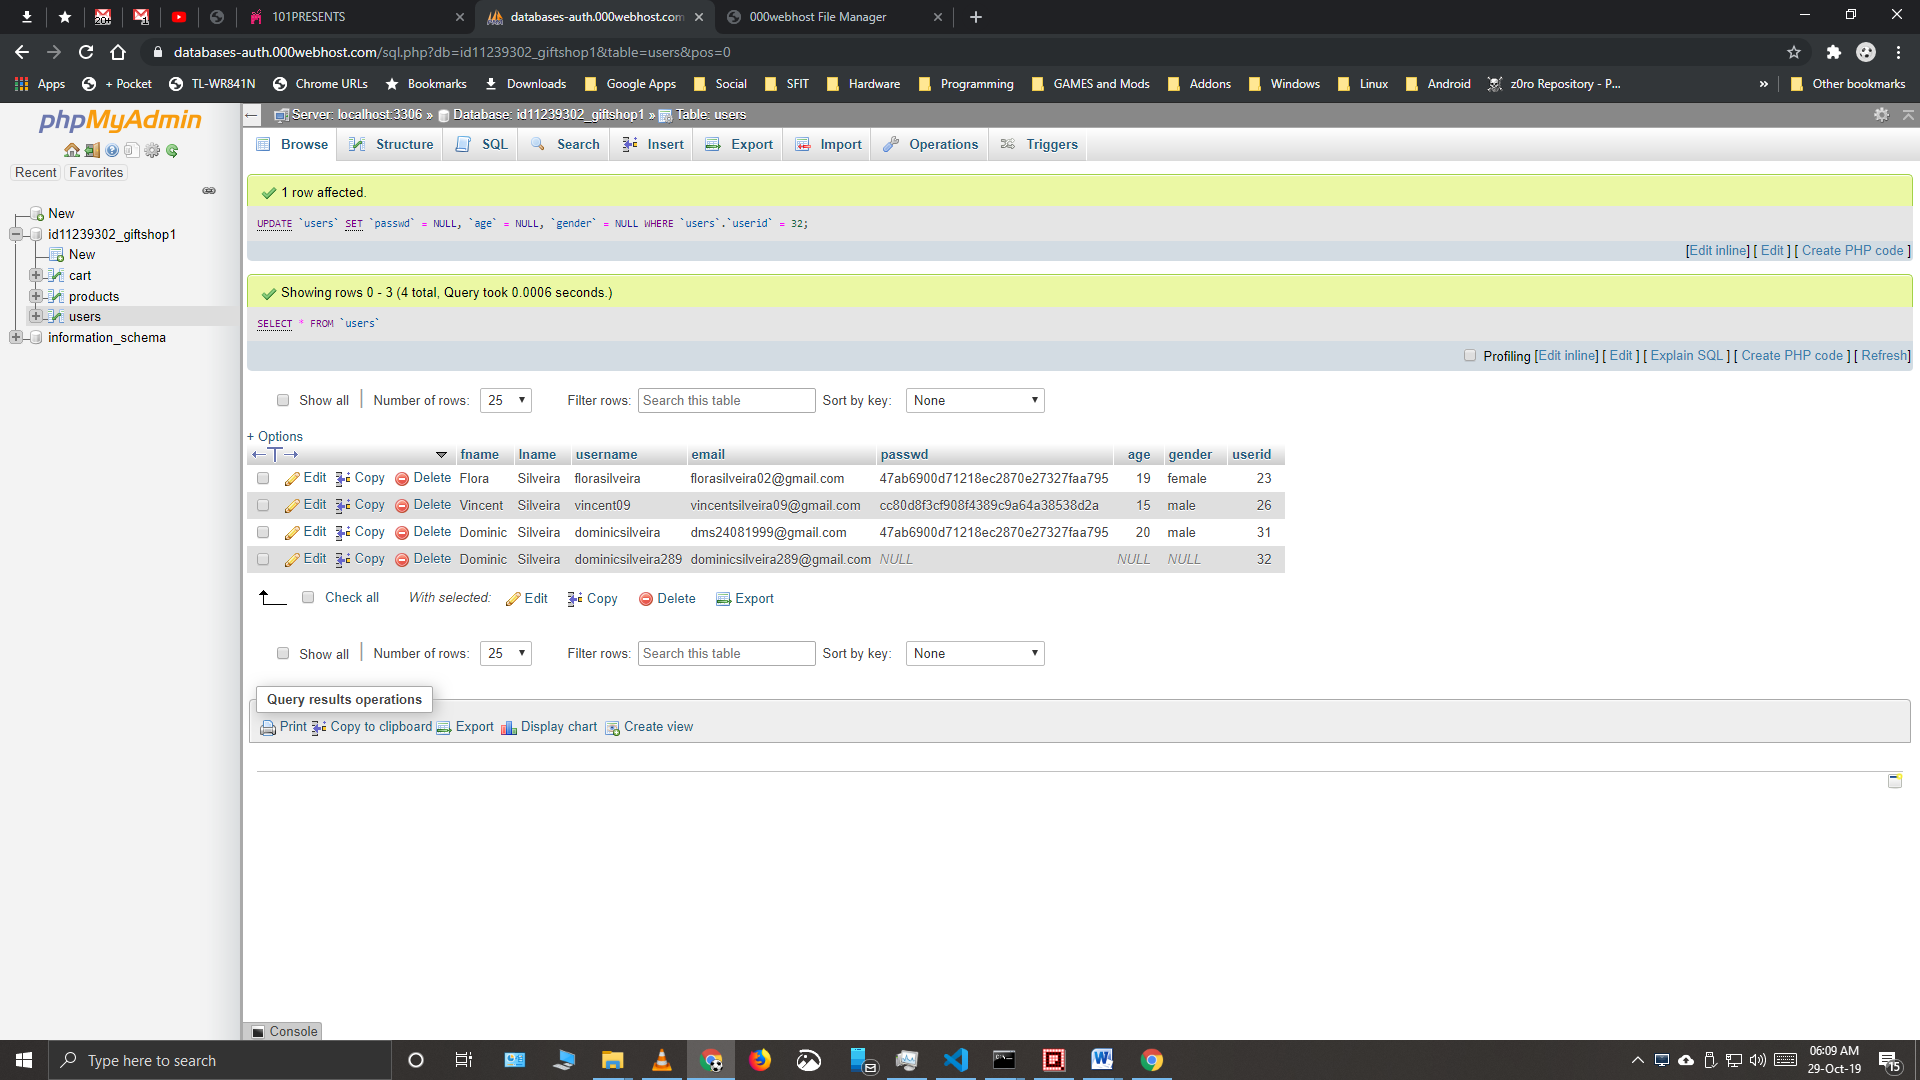 20+
1
101PRESENTS
databases-auth.000webhost.com
000webhost File Manager
databases-auth.000webhost.com/sql.php?db=id11239302_giftshop1&table=users&pos=0
Apps + Pocket TL-WR841N Chrome URLs Bookmarks Downloads Google Apps Social SFIT Hardware Programming GAMES and Mods Addons Windows Linux Android z0ro Repository - P... » Other bookmarks
phpMyAdmin
Recent Favorites
New
id11239302_giftshop1
New
cart
products
users
information_schema
Server: localhost:3306 » Database: id11239302_giftshop1 » Table: users
Browse Structure SQL Search Insert Export Import Operations Triggers
1 row affected.
UPDATE `users` SET `passwd` = NULL, `age` = NULL, `gender` = NULL WHERE `users`.`userid` = 32;
[Edit inline] [ Edit ] [ Create PHP code ]
Showing rows 0 - 3 (4 total, Query took 0.0006 seconds.)
SELECT * FROM `users`
Profiling [Edit inline] [ Edit ] [ Explain SQL ] [ Create PHP code ] [ Refresh]
Show all | Number of rows: 25 Filter rows: Search this table Sort by key: None
+ Options
fname lname username email passwd age gender userid
Edit Copy Delete Flora Silveira florasilveira florasilveira02@gmail.com 47ab6900d71218ec2870e27327faa795 19 female 23
Edit Copy Delete Vincent Silveira vincent09 vincentsilveira09@gmail.com cc80d8f3cf908f4389c9a64a38538d2a 15 male 26
Edit Copy Delete Dominic Silveira dominicsilveira dms24081999@gmail.com 47ab6900d71218ec2870e27327faa795 20 male 31
Edit Copy Delete Dominic Silveira dominicsilveira289 dominicsilveira289@gmail.com NULL NULL NULL 32
Check all With selected: Edit Copy Delete Export
Show all | Number of rows: 25 Filter rows: Search this table Sort by key: None
Query results operations
Print Copy to clipboard Export Display chart Create view
Console
Type here to search
06:09 AM
29-Oct-19
15